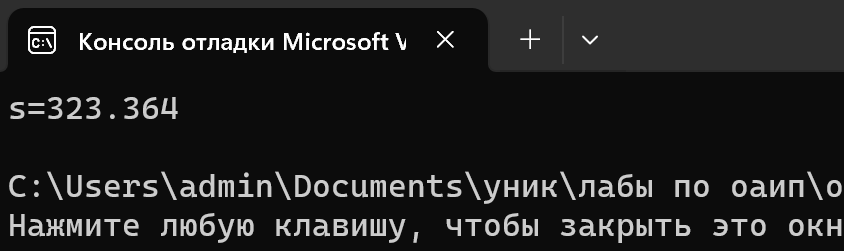 C:\ Консоль отладки Microsoft V
s=323.364
C:\Users\admin\Documents\уник\лабы по оаип\о
Нажмите любую клавишу, чтобы закрыть это окн